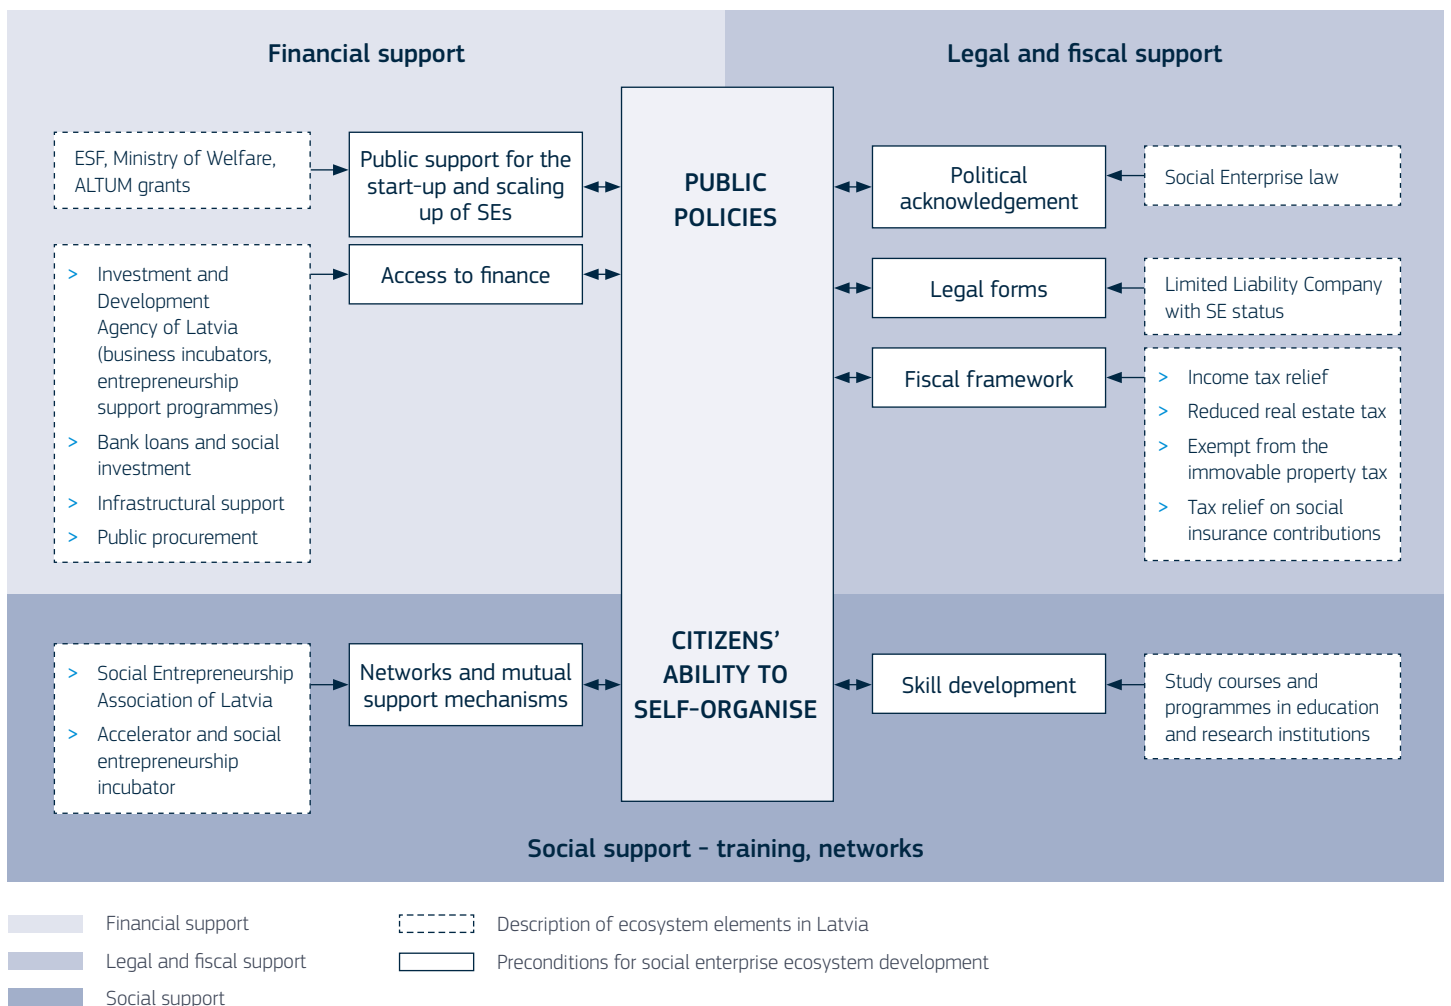 Financial support
Legal and fiscal support
ESF, Ministry of Welfare,
ALTUM grants
Public support for the
start-up and scaling
up of SEs
> Investment and
Development
Agency of Latvia
(business incubators,
entrepreneurship
support programmes)
> Bank loans and social
investment
> Infrastructural support
> Public procurement
Access to finance
PUBLIC
POLICIES
CITIZENS'
ABILITY TO
SELF-ORGANISE
Political
acknowledgement
Social Enterprise law
Legal forms
Limited Liability Company
with SE status
Fiscal framework
> Income tax relief
> Reduced real estate tax
> Exempt from the
immovable property tax
> Tax relief on social
insurance contributions
> Social Entrepreneurship
Association of Latvia
> Accelerator and social
entrepreneurship
incubator
Networks and mutual
support mechanisms
Skill development
Study courses and
programmes in education
and research institutions
Social support - training, networks
Financial support
Legal and fiscal support
Social support
Description of ecosystem elements in Latvia
Preconditions for social enterprise ecosystem development